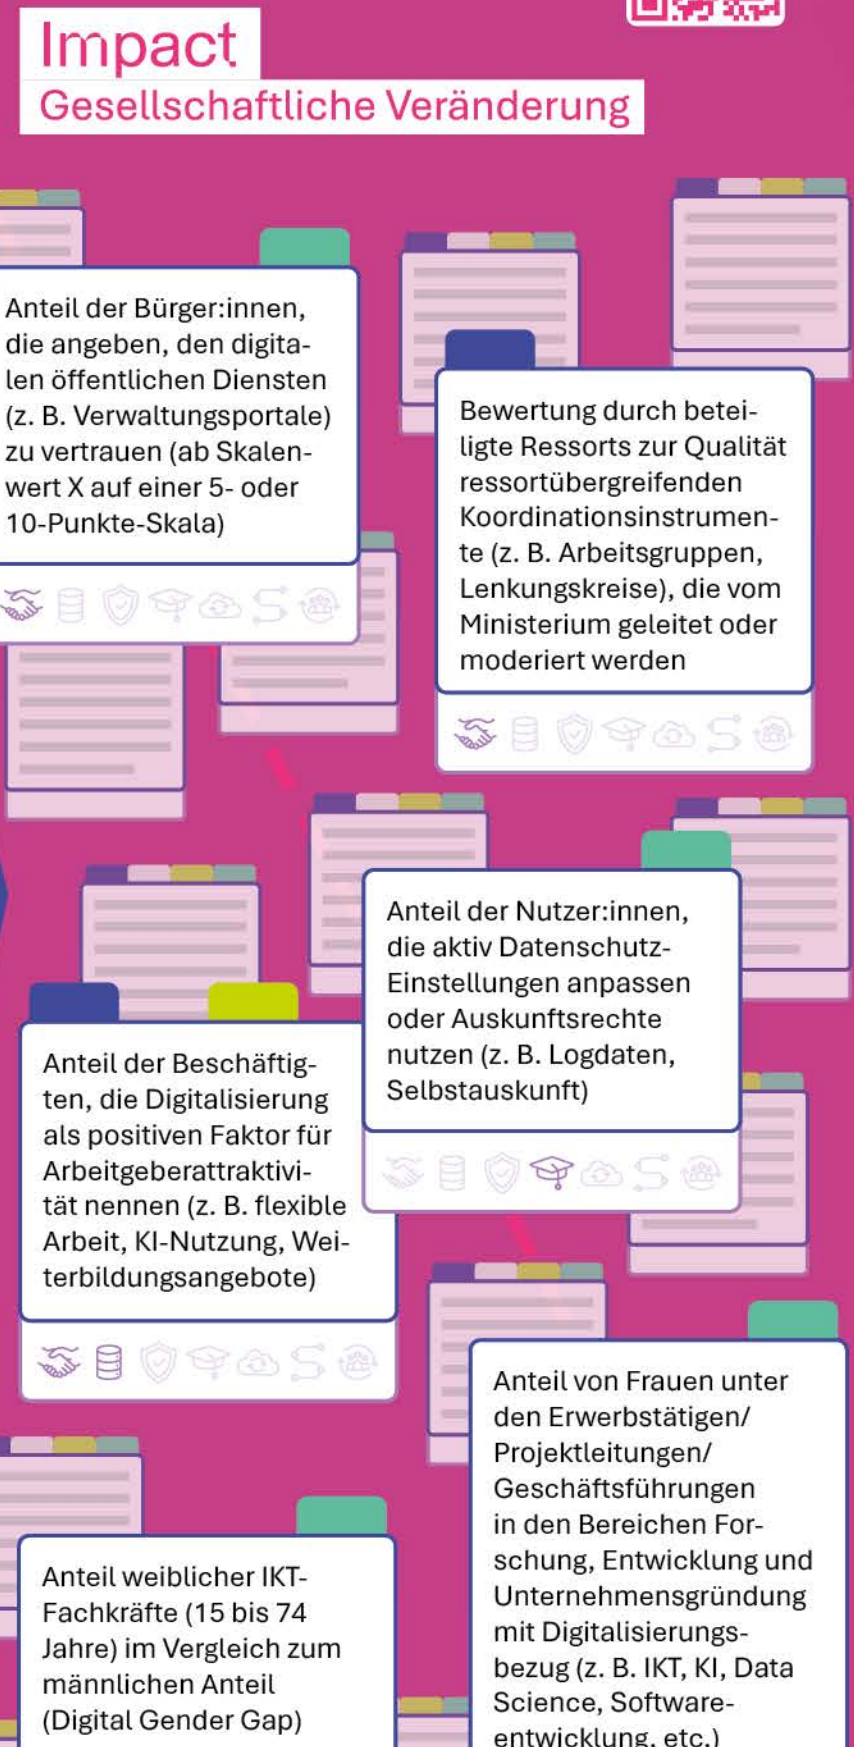 Impact
Gesellschaftliche Veränderung
Anteil der Bürger:innen,
die angeben, den digita-
len öffentlichen Diensten
(z. B. Verwaltungsportale)
zu vertrauen (ab Skalen-
wert X auf einer 5- oder
10-Punkte-Skala)
Bewertung durch betei-
ligte Ressorts zur Qualität
ressortübergreifenden
Koordinationsinstrumen-
te (z. B. Arbeitsgruppen,
Lenkungskreise), die vom
Ministerium geleitet oder
moderiert werden
Anteil der Nutzer:innen,
die aktiv Datenschutz-
Einstellungen anpassen
oder Auskunftsrechte
nutzen (z. B. Logdaten,
Selbstauskunft)
Anteil der Beschäftig-
ten, die Digitalisierung
als positiven Faktor für
Arbeitgeberattraktivi-
tät nennen (z. B. flexible
Arbeit, KI-Nutzung, Wei-
terbildungsangebote)
Anteil von Frauen unter
den Erwerbstätigen/
Projektleitungen/
Geschäftsführungen
in den Bereichen For-
schung, Entwicklung und
Unternehmensgründung
mit Digitalisierungs-
bezug (z. B. IKT, KI, Data
Science, Software-
entwicklung, etc.)
Anteil weiblicher IKT-
Fachkräfte (15 bis 74
Jahre) im Vergleich zum
männlichen Anteil
(Digital Gender Gap)